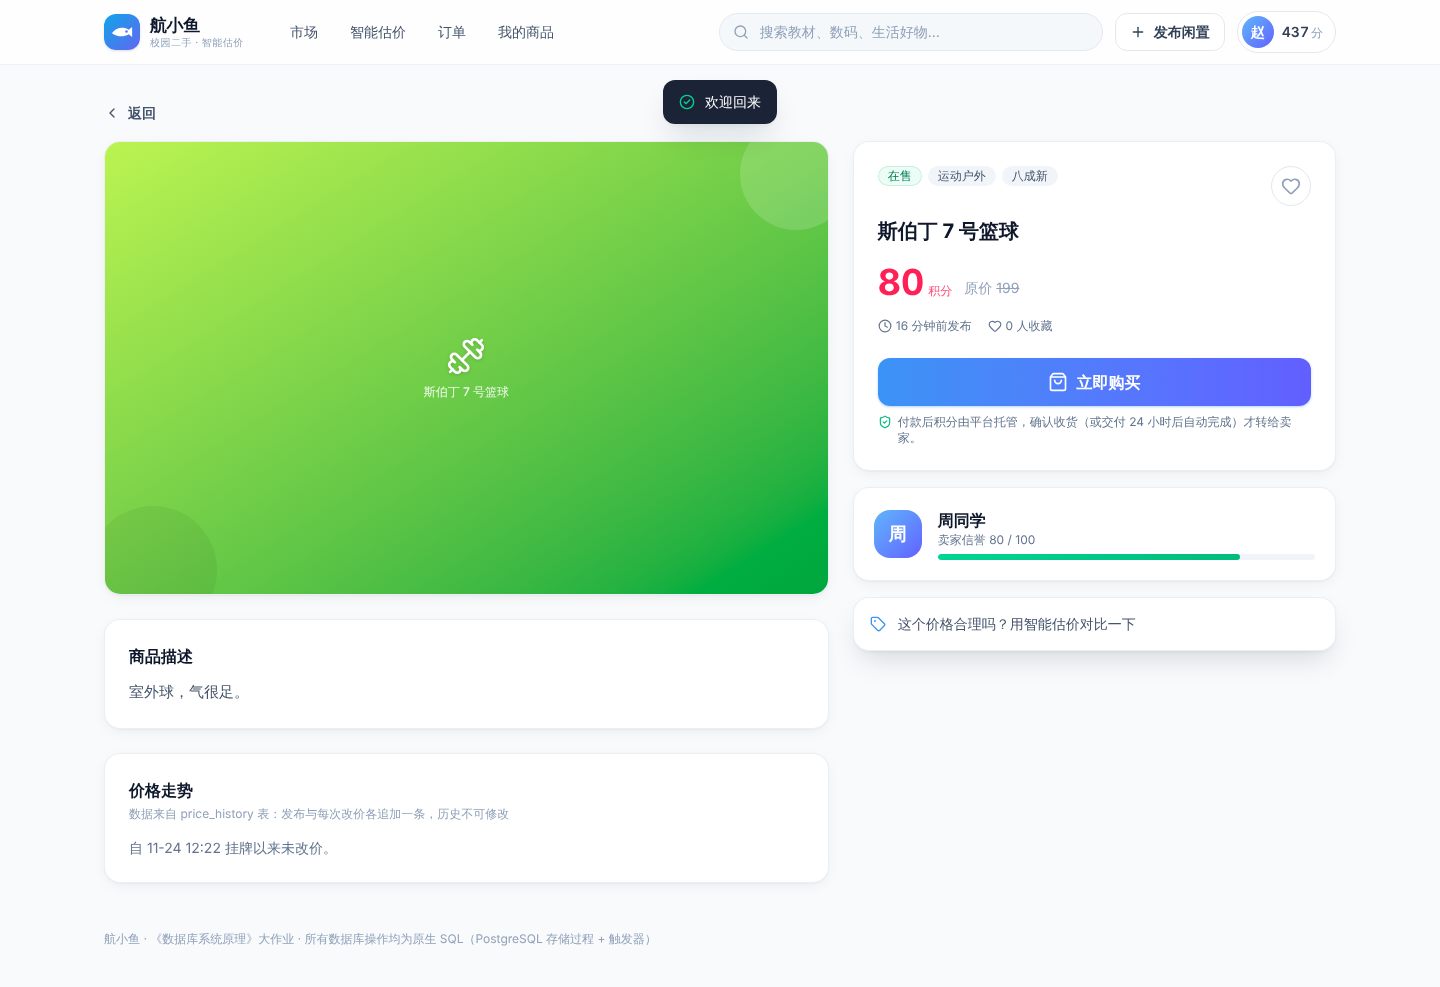 航小鱼
校园二手 · 智能估价
市场
智能估价
订单
我的商品
搜索教材、数码、生活好物...
发布闲置
赵
437 分
欢迎回来
返回
斯伯丁 7 号篮球
在售
运动户外
八成新
斯伯丁 7 号篮球
80 积分 原价 199
16 分钟前发布
0 人收藏
立即购买
付款后积分由平台托管，确认收货（或交付 24 小时后自动完成）才转给卖
家。
周
周同学
卖家信誉 80 / 100
这个价格合理吗？用智能估价对比一下
商品描述
室外球，气很足。
价格走势
数据来自 price_history 表：发布与每次改价各追加一条，历史不可修改
自 11-24 12:22 挂牌以来未改价。
航小鱼 · 《数据库系统原理》大作业 · 所有数据库操作均为原生 SQL（PostgreSQL 存储过程 + 触发器）